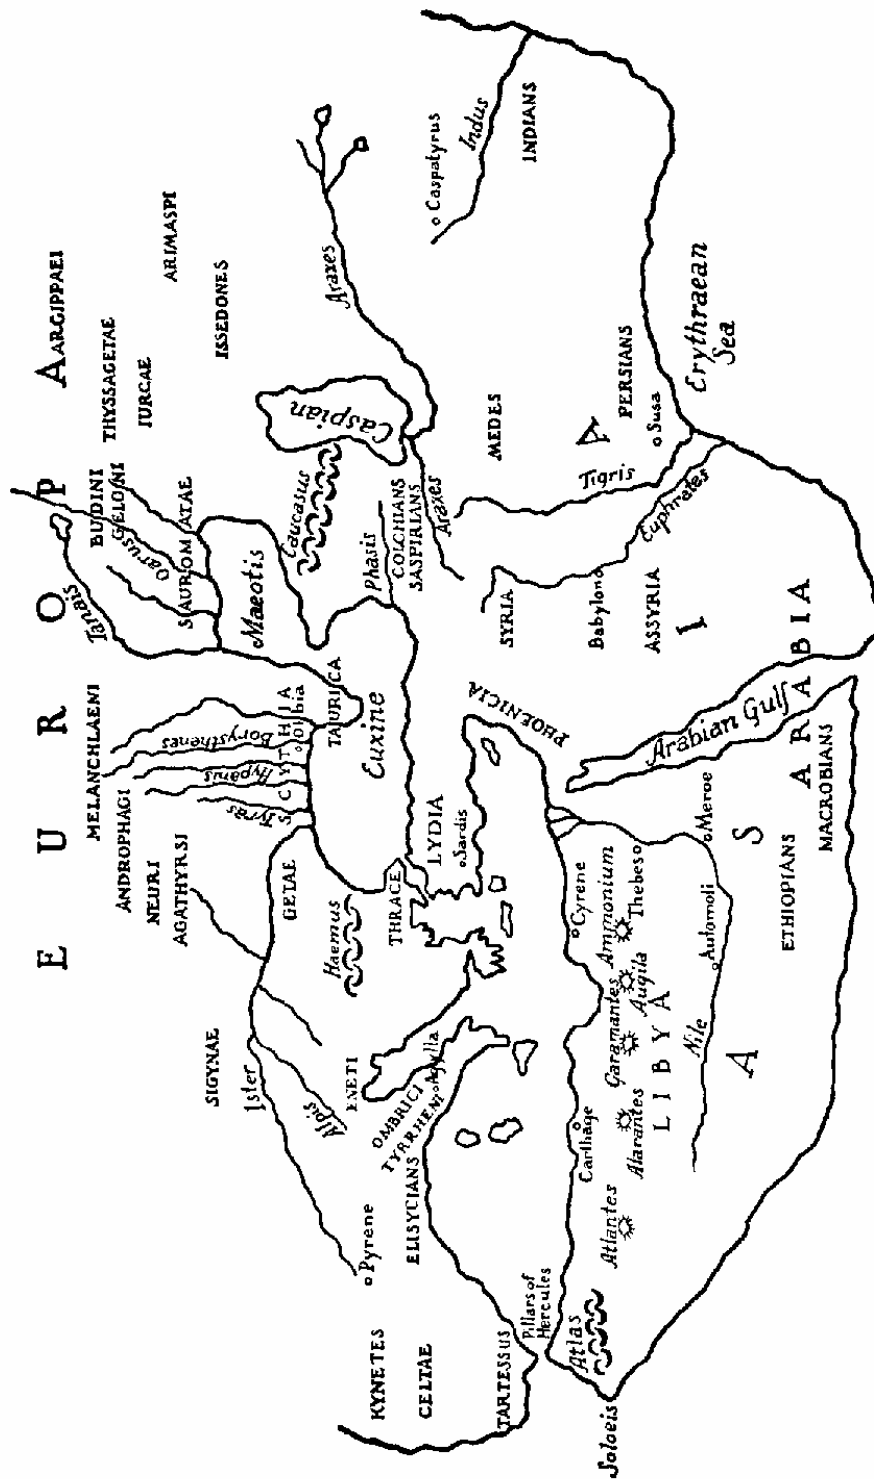 EUROPA
AARGIPPAEI
THYSSAGETAE
IURCAE
ARIMASPI
ISSEDONES
BUDINI
GELONI
Oarus
SAUROMATAE
Tanais
MELANCHLAENI
ANDROPHAGI
NEURI
AGATHYRSI
Borysthenes
Hypanis
Tyras
SCYTHIA
Olbia
TAURICA
Maeotis
Caucasus
Caspian
Araxes
SIGYNAE
Ister
Alpis
GETAE
Haemus
THRACE
Euxine
Phasis
COLCHIANS
SASPIRIANS
Araxes
Caspatyrus
Indus
INDIANS
Pyrene
KYNETES
CELTAE
ELISYCIANS
ENETI
OMBRICI
TYRRHENI
Agylla
LYDIA
Sardis
MEDES
TARTESSUS
Pillars of
Hercules
PHOENICIA
SYRIA
Babylon
ASSYRIA
Tigris
Euphrates
PERSIANS
Susa
Erythraean
Sea
Soloeis
Atlas
Atlantes
Carthage
Atarantes
Garamantes
Augila
Ammonium
Cyrene
Thebes
LIBYA
Nile
Automoli
Meroe
Arabian Gulf
ARABIA
ETHIOPIANS
MACROBIANS
ASIA